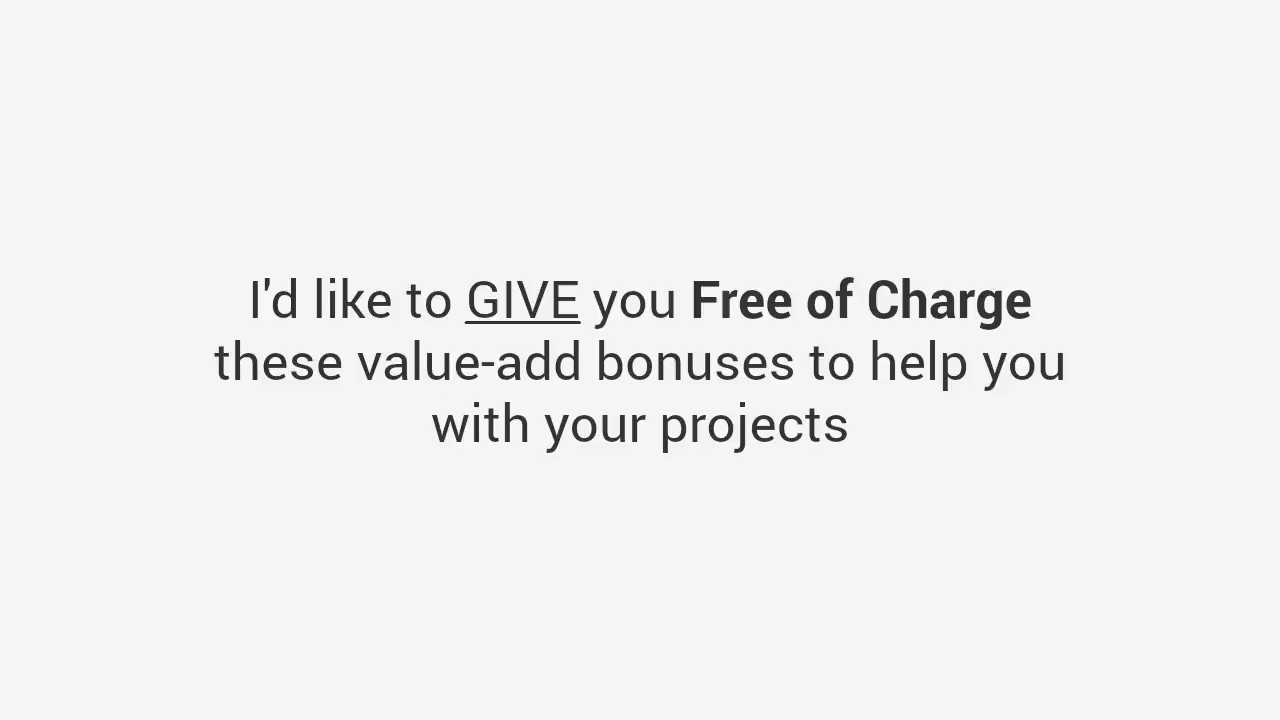 I'd like to GIVE you Free of Charge
these value-add bonuses to help you
with your projects